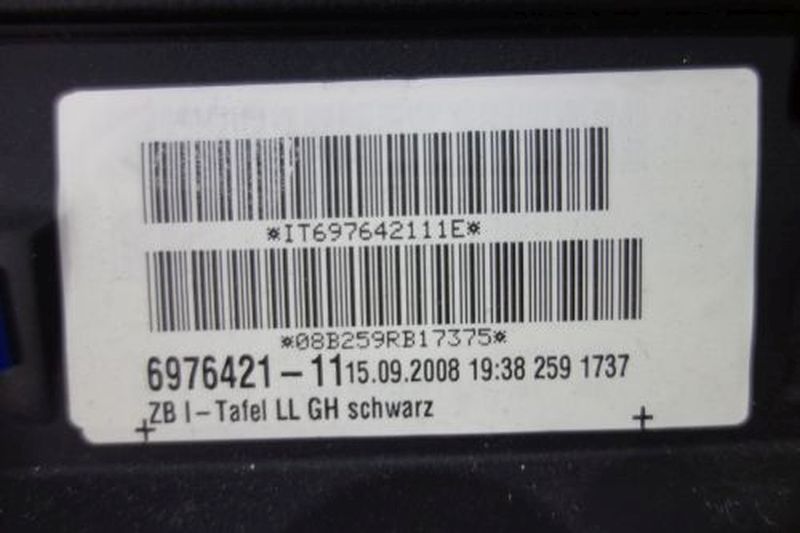 *IT697642111E*
*08B259RB17375*
6976421-11 15.09.2008 19:38 259 1737
ZB I-Tafel LL GH schwarz